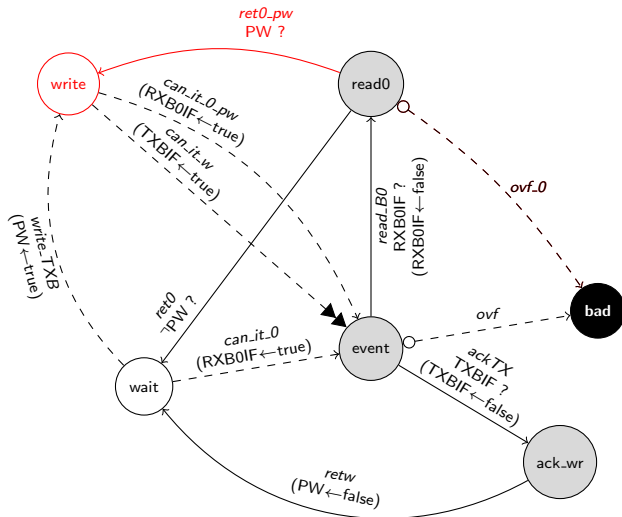 ret0_pw
PW ?
write
read0
can_it_0_pw
(RXB0IF←true)
can_it_w
(TXBIF←true)
read_B0
RXB0IF ?
(RXB0IF←false)
ovf_0
write_TXB
(PW←true)
ret0
¬PW ?
bad
ovf
can_it_0
(RXB0IF←true)
event
wait
ackTX
TXBIF ?
(TXBIF←false)
ack_wr
retw
(PW←false)